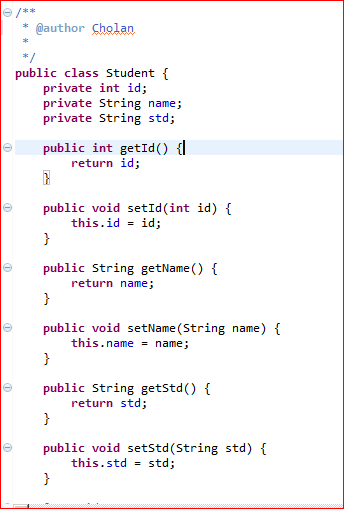 /**
 * @author Cholan
 *
 */
public class Student {
    private int id;
    private String name;
    private String std;

    public int getId() {
        return id;
    }

    public void setId(int id) {
        this.id = id;
    }

    public String getName() {
        return name;
    }

    public void setName(String name) {
        this.name = name;
    }

    public String getStd() {
        return std;
    }

    public void setStd(String std) {
        this.std = std;
    }